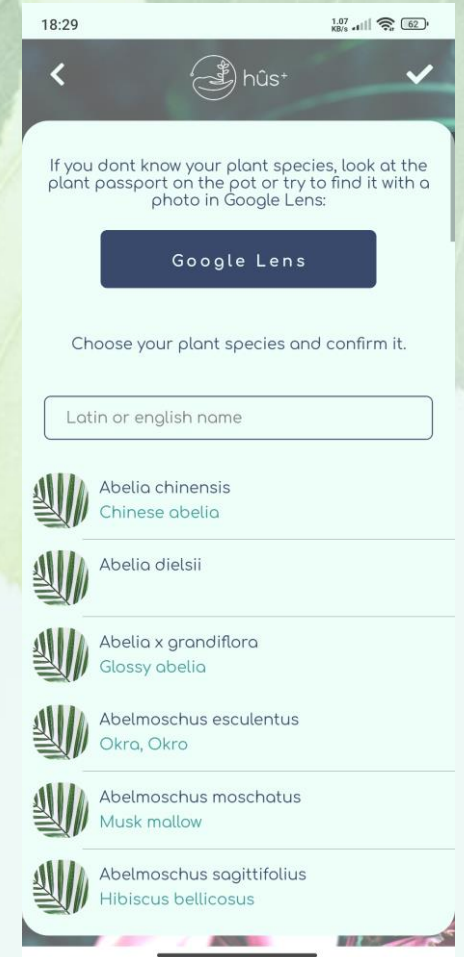 18:29
1.07
KB/s
62
hûs+
If you dont know your plant species, look at the
plant passport on the pot or try to find it with a
photo in Google Lens:
Google Lens
Choose your plant species and confirm it.
Latin or english name
Abelia chinensis
Chinese abelia
Abelia dielsii
Abelia x grandiflora
Glossy abelia
Abelmoschus esculentus
Okra, Okro
Abelmoschus moschatus
Musk mallow
Abelmoschus sagittifolius
Hibiscus bellicosus